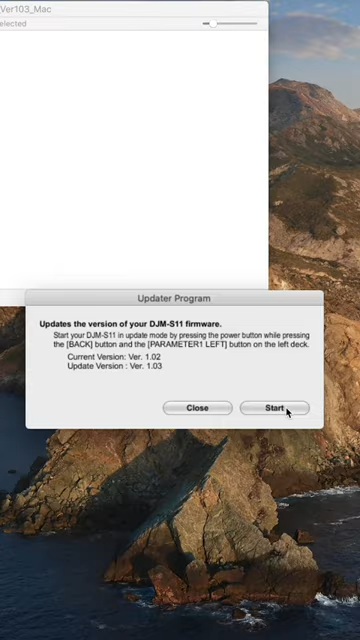 _Ver103_Mac
elected
Updater Program
Updates the version of your DJM-S11 firmware.
Start your DJM-S11 in update mode by pressing the power button while pressing
the [BACK] button and the [PARAMETER1 LEFT] button on the left deck.
Current Version: Ver. 1.02
Update Version : Ver. 1.03
Close
Start